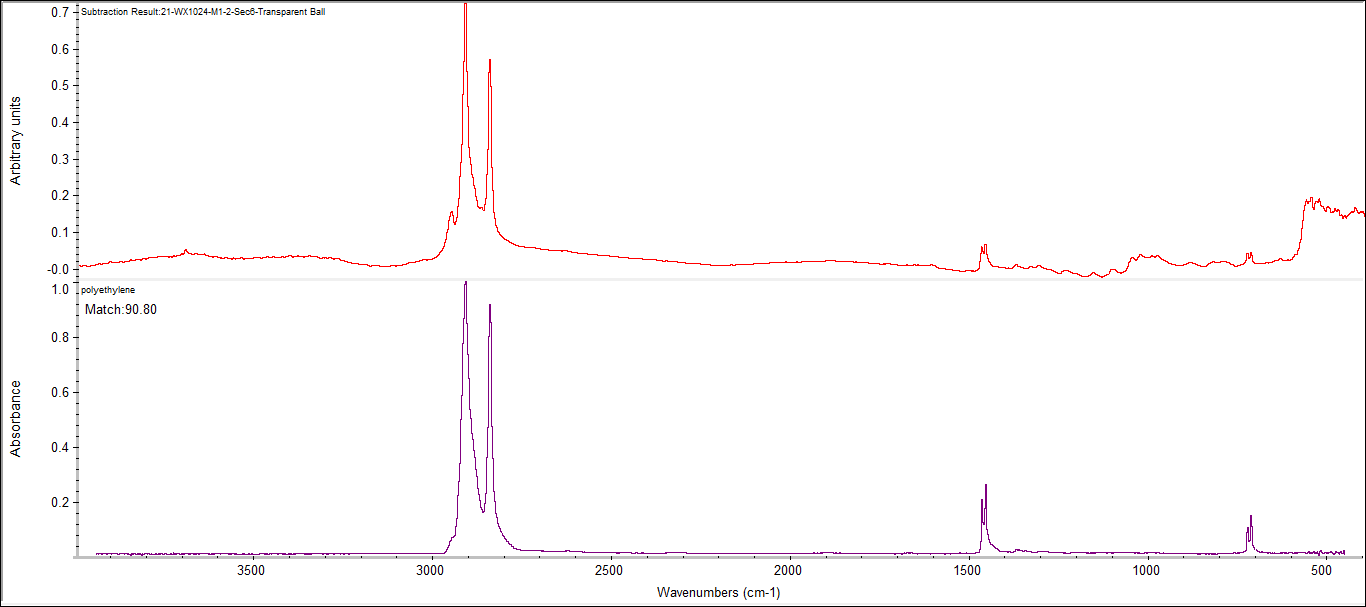 Subtraction Result:21-WX1024-M1-2-Sec6-Transparent Ball
0.7
0.6
0.5
0.4
0.3
0.2
0.1
-0.0
Arbitrary units
polyethylene
Match:90.80
1.0
0.8
0.6
0.4
0.2
Absorbance
3500 3000 2500 2000 1500 1000 500
Wavenumbers (cm-1)